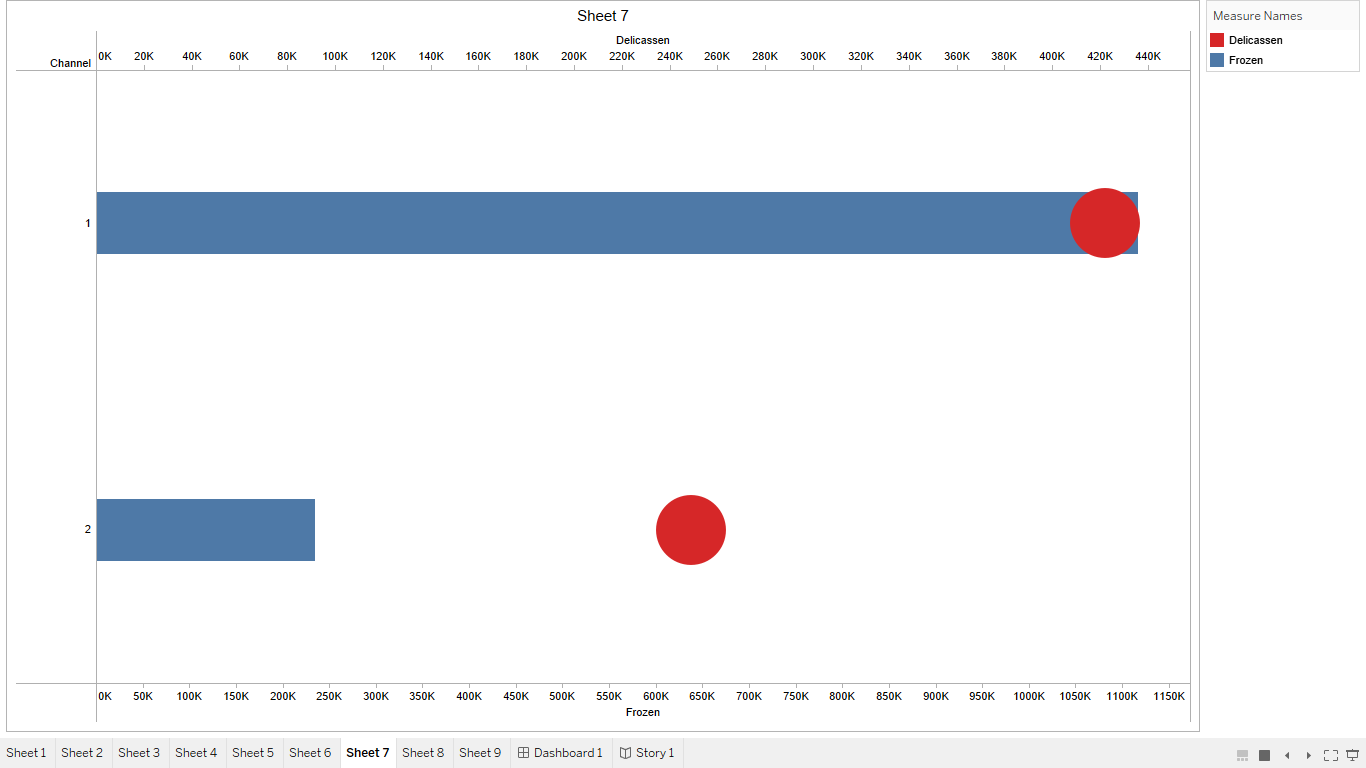 Sheet 7
Measure Names
Delicassen
Frozen
Delicassen
Channel
0K 20K 40K 60K 80K 100K 120K 140K 160K 180K 200K 220K 240K 260K 280K 300K 320K 340K 360K 380K 400K 420K 440K
1
2
0K 50K 100K 150K 200K 250K 300K 350K 400K 450K 500K 550K 600K 650K 700K 750K 800K 850K 900K 950K 1000K 1050K 1100K 1150K
Frozen
Sheet 1 Sheet 2 Sheet 3 Sheet 4 Sheet 5 Sheet 6 Sheet 7 Sheet 8 Sheet 9 Dashboard 1 Story 1